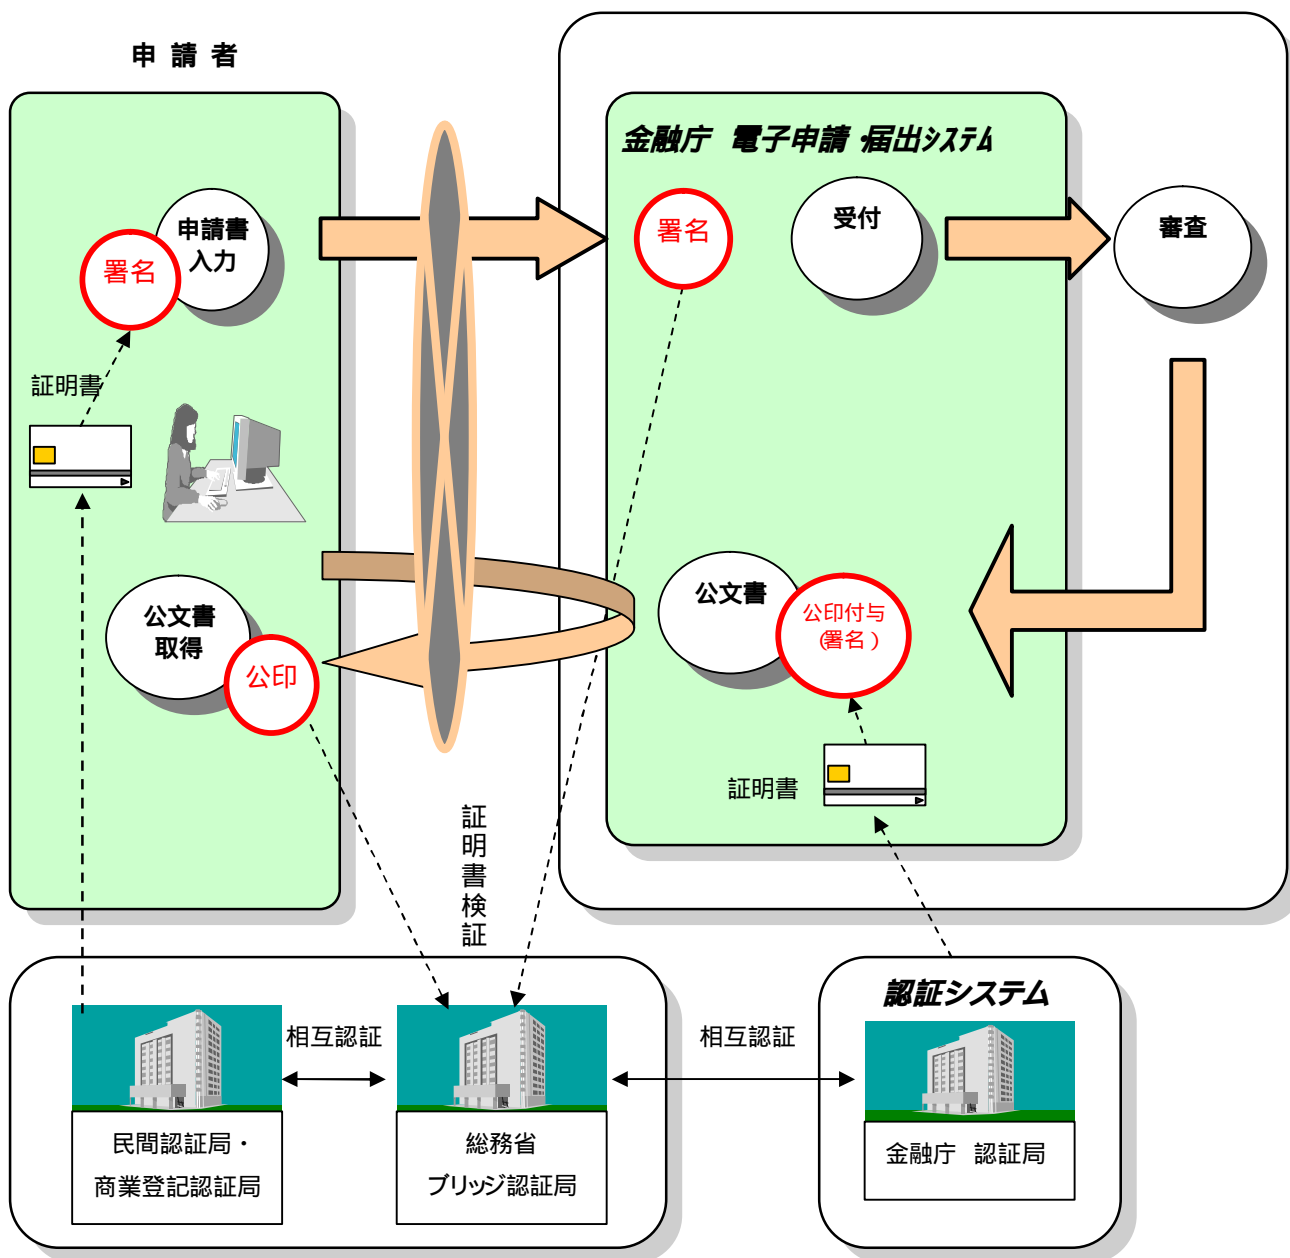 申 請 者
金融庁　電子申請・届出システム
申請書
入力
署名
署名
受付
審査
証明書
公文書
取得
公印
公文書
公印付与
(署名)
証明書
証明書検証
認証システム
相互認証
相互認証
民間認証局・
商業登記認証局
総務省
ブリッジ認証局
金融庁　認証局